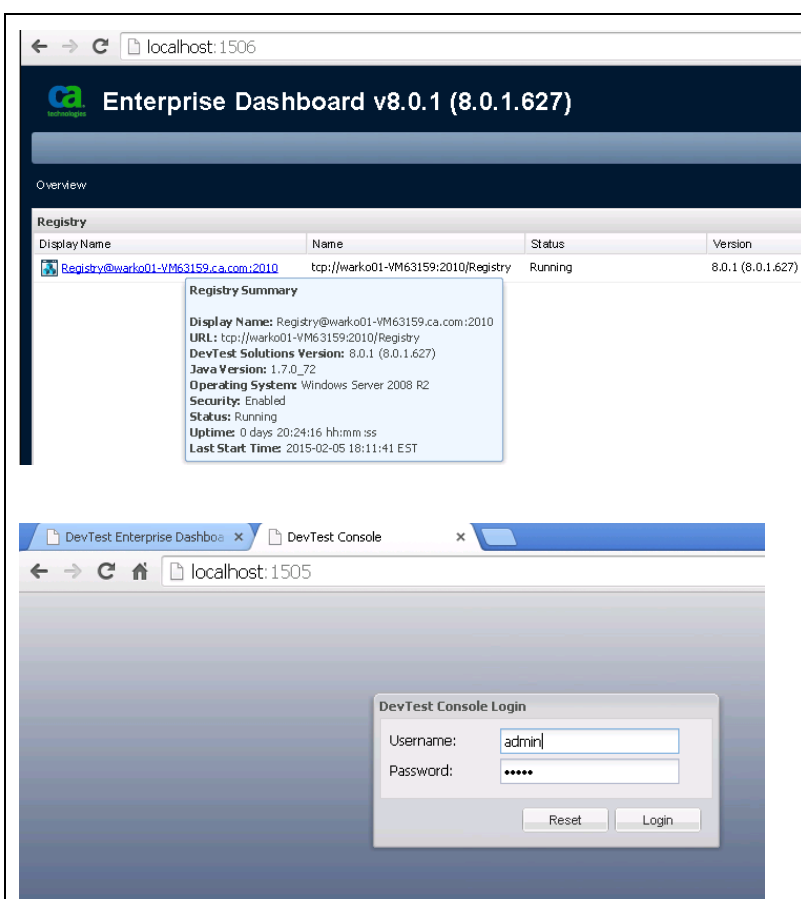 localhost:1506
ca technologies
Enterprise Dashboard v8.0.1 (8.0.1.627)
Overview
Registry
Display Name Name Status Version
Registry@warko01-VM63159.ca.com:2010 tcp://warko01-VM63159:2010/Registry Running 8.0.1 (8.0.1.627)
Registry Summary
Display Name: Registry@warko01-VM63159.ca.com:2010
URL: tcp://warko01-VM63159:2010/Registry
DevTest Solutions Version: 8.0.1 (8.0.1.627)
Java Version: 1.7.0_72
Operating System: Windows Server 2008 R2
Security: Enabled
Status: Running
Uptime: 0 days 20:24:16 hh:mm:ss
Last Start Time: 2015-02-05 18:11:41 EST
DevTest Enterprise Dashboa DevTest Console
localhost:1505
DevTest Console Login
Username: admin
Password: •••••
Reset Login